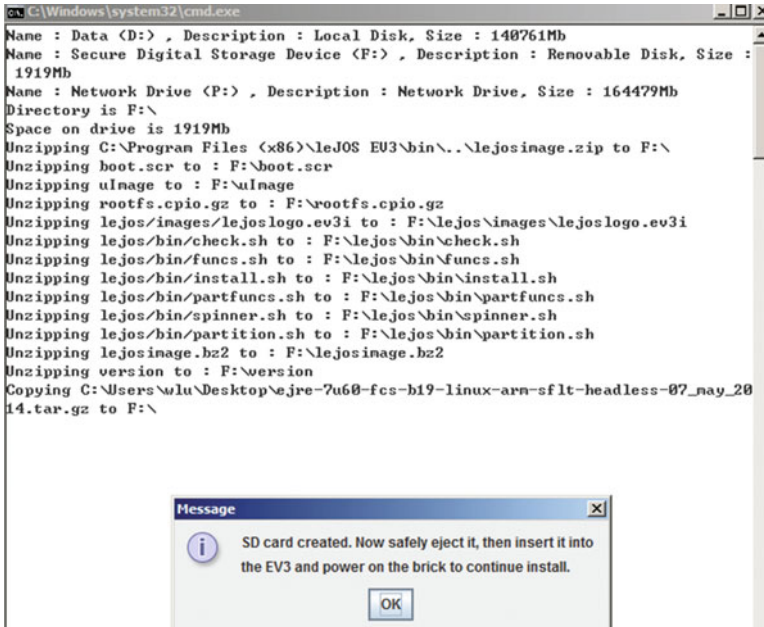 C:\Windows\system32\cmd.exe
Name : Data (D:) , Description : Local Disk, Size : 140761Mb
Name : Secure Digital Storage Device (F:) , Description : Removable Disk, Size :
1919Mb
Name : Network Drive (P:) , Description : Network Drive, Size : 164479Mb
Directory is F:\
Space on drive is 1919Mb
Unzipping C:\Program Files (x86)\leJOS EV3\bin\..\lejosimage.zip to F:\
Unzipping boot.scr to : F:\boot.scr
Unzipping uImage to : F:\uImage
Unzipping rootfs.cpio.gz to : F:\rootfs.cpio.gz
Unzipping lejos/images/lejoslogo.ev3i to : F:\lejos\images\lejoslogo.ev3i
Unzipping lejos/bin/check.sh to : F:\lejos\bin\check.sh
Unzipping lejos/bin/funcs.sh to : F:\lejos\bin\funcs.sh
Unzipping lejos/bin/install.sh to : F:\lejos\bin\install.sh
Unzipping lejos/bin/partfuncs.sh to : F:\lejos\bin\partfuncs.sh
Unzipping lejos/bin/spinner.sh to : F:\lejos\bin\spinner.sh
Unzipping lejos/bin/partition.sh to : F:\lejos\bin\partition.sh
Unzipping lejosimage.bz2 to : F:\lejosimage.bz2
Unzipping version to : F:\version
Copying C:\Users\wlu\Desktop\ejre-7u60-fcs-b19-linux-arm-sflt-headless-07_may_20
14.tar.gz to F:\
Message
SD card created. Now safely eject it, then insert it into
the EV3 and power on the brick to continue install.
OK